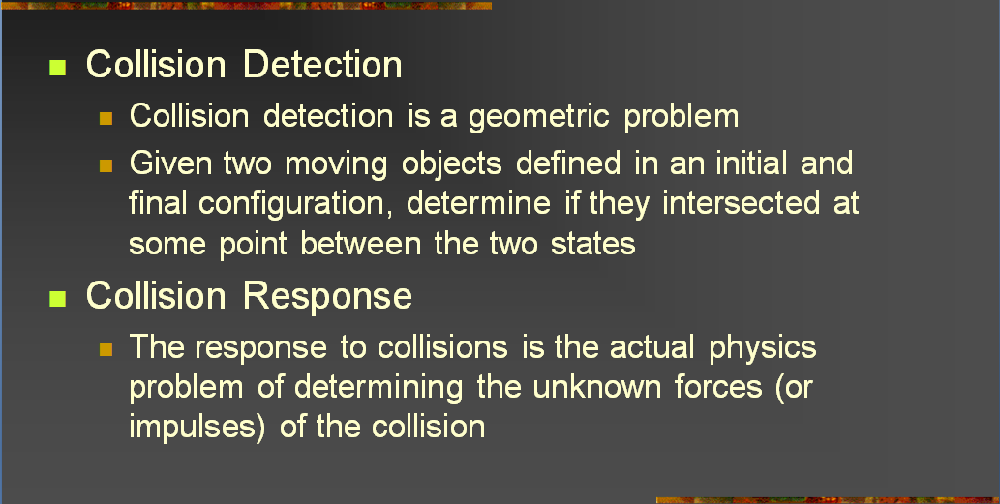 Collision Detection
Collision detection is a geometric problem
Given two moving objects defined in an initial and
final configuration, determine if they intersected at
some point between the two states
Collision Response
The response to collisions is the actual physics
problem of determining the unknown forces (or
impulses) of the collision